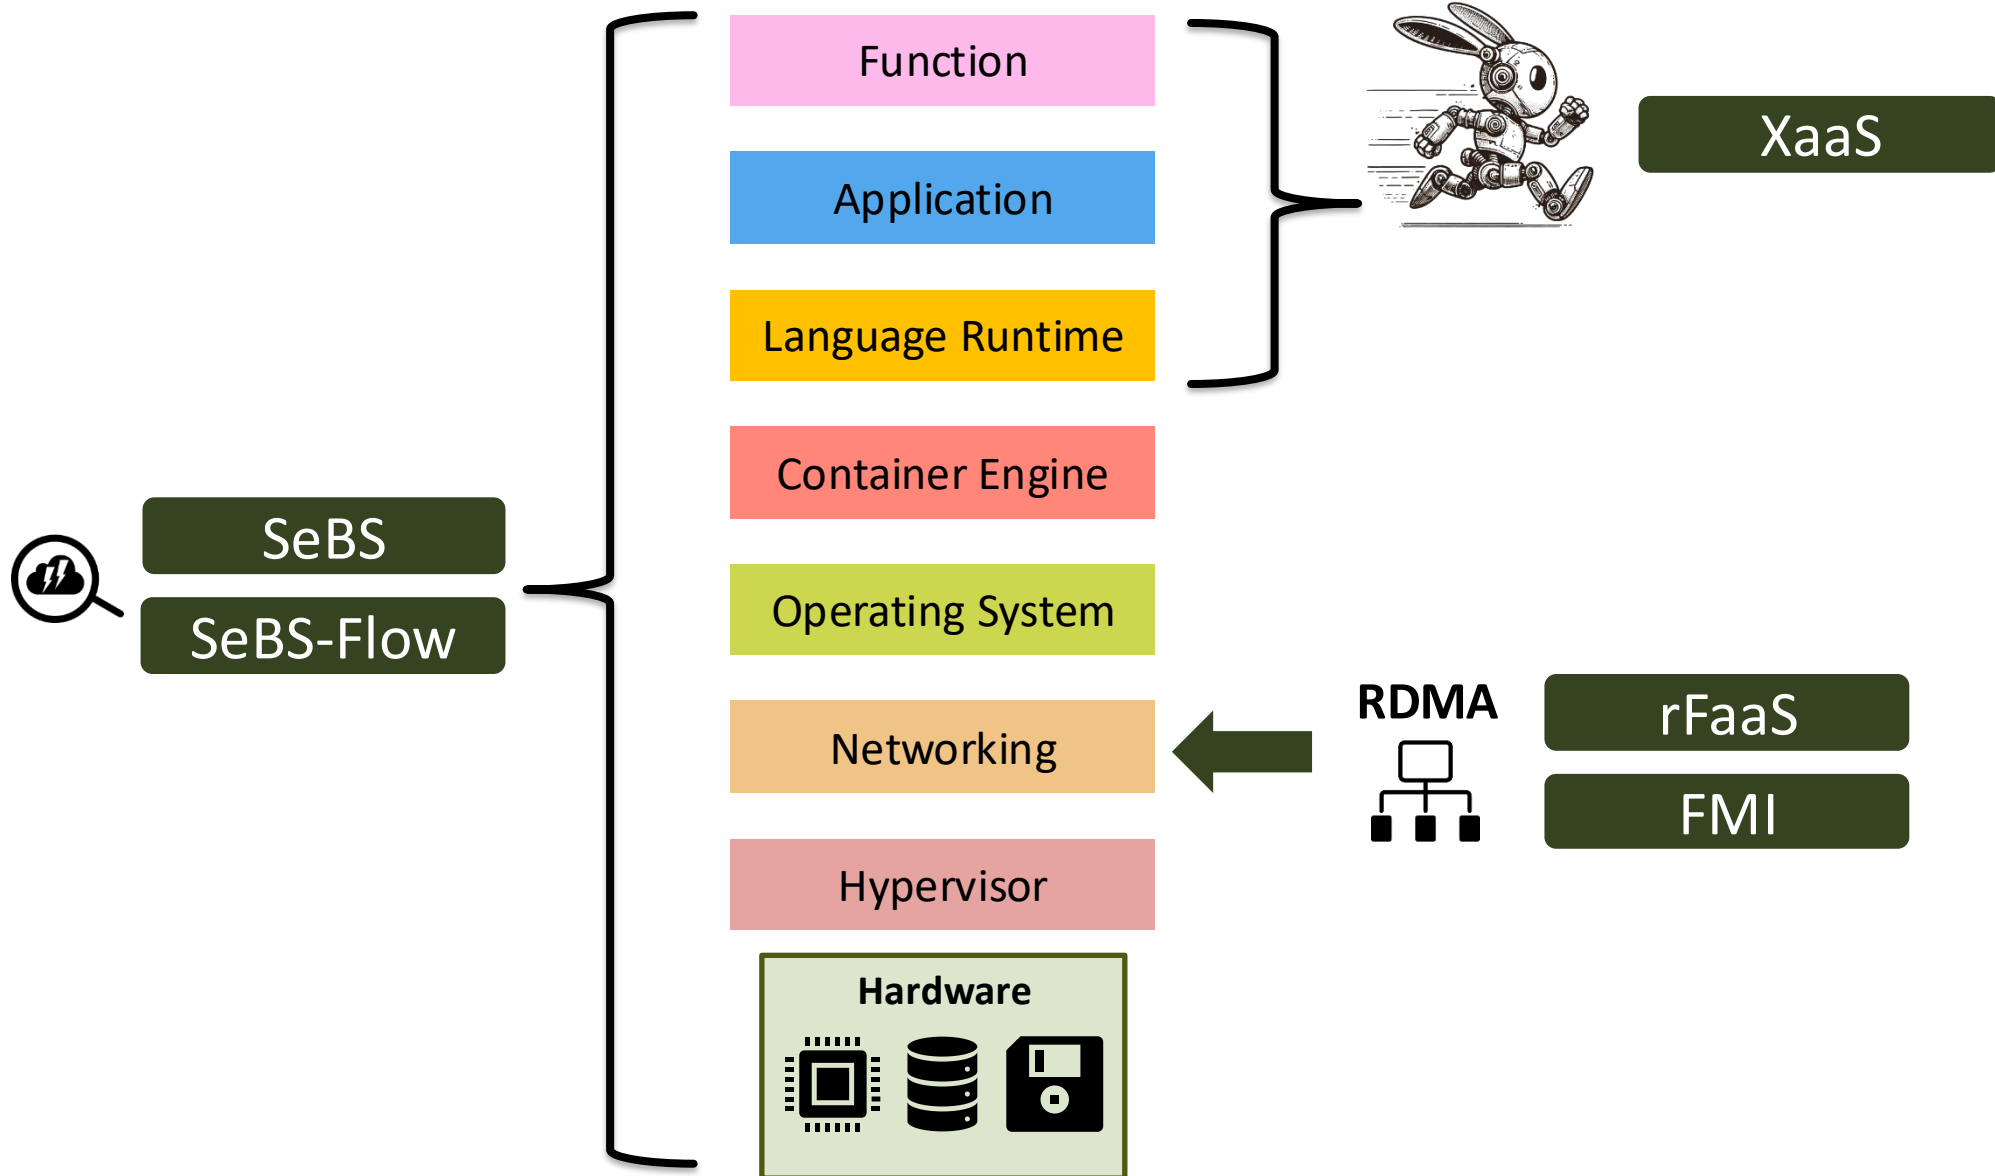 Function
Application
Language Runtime
Container Engine
Operating System
Networking
Hypervisor
Hardware
SeBS
SeBS-Flow
XaaS
RDMA
rFaaS
FMI